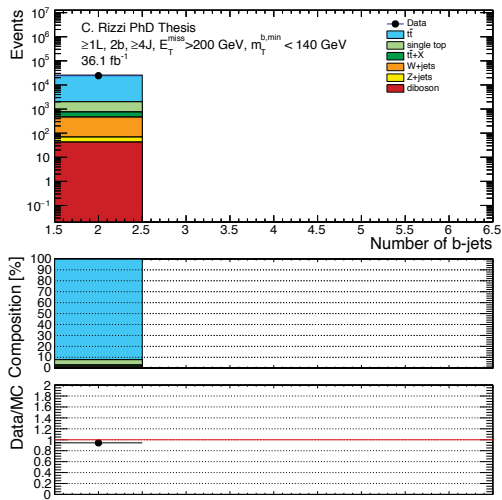 Events
10⁷
10⁶
10⁵
10⁴
10³
10²
10
1
10⁻¹
C. Rizzi PhD Thesis
≥1L, 2b, ≥4J, E_T^miss>200 GeV, m_T^b,min < 140 GeV
36.1 fb⁻¹
Data
tt̄
single top
tt̄+X
W+jets
Z+jets
diboson
1.5 2 2.5 3 3.5 4 4.5 5 5.5 6 6.5
Number of b-jets
Composition [%]
100
90
80
70
60
50
40
30
20
10
0
Data/MC
2
1.8
1.6
1.4
1.2
1
0.8
0.6
0.4
0.2
0